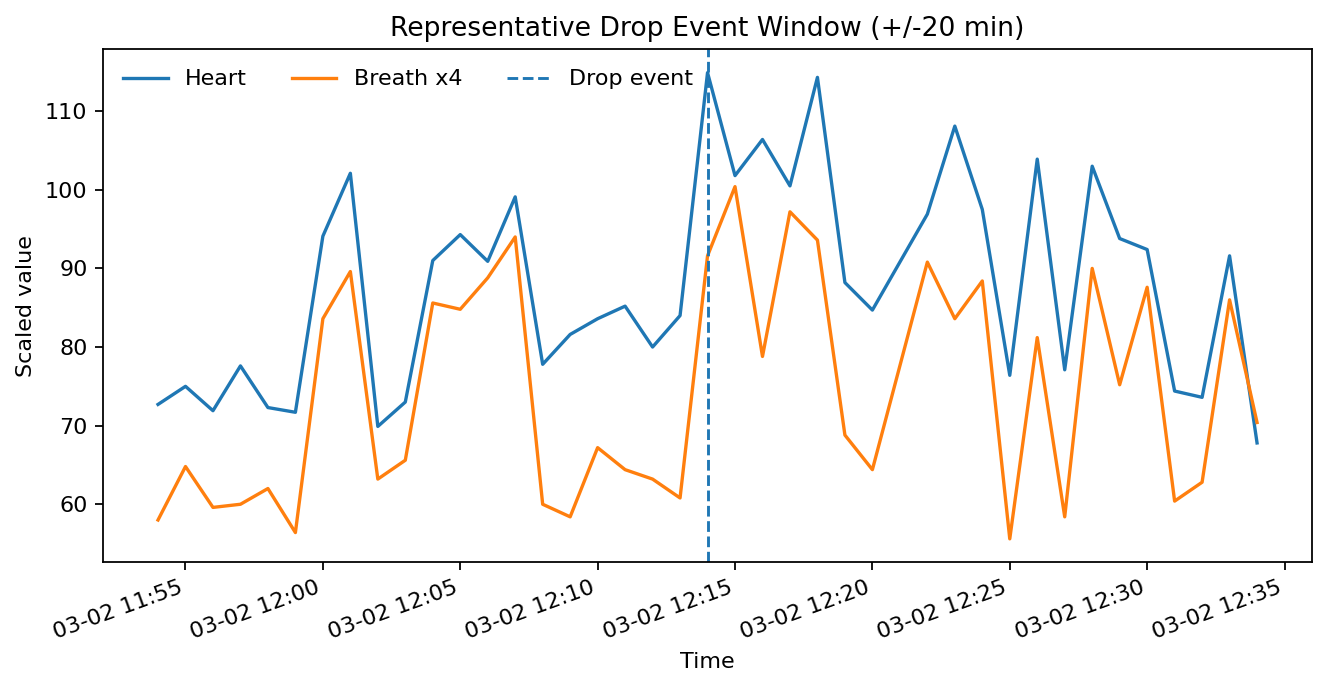 Representative Drop Event Window (+/-20 min)
Heart
Breath x4
Drop event
Scaled value
110
100
90
80
70
60
03-02 11:55
03-02 12:00
03-02 12:05
03-02 12:10
03-02 12:15
03-02 12:20
03-02 12:25
03-02 12:30
03-02 12:35
Time